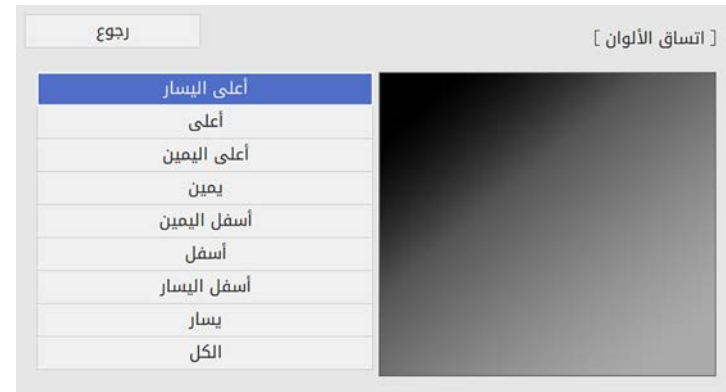 [ اتساق الألوان ]
رجوع
أعلى اليسار
أعلى
أعلى اليمين
يمين
أسفل اليمين
أسفل
أسفل اليسار
يسار
الكل